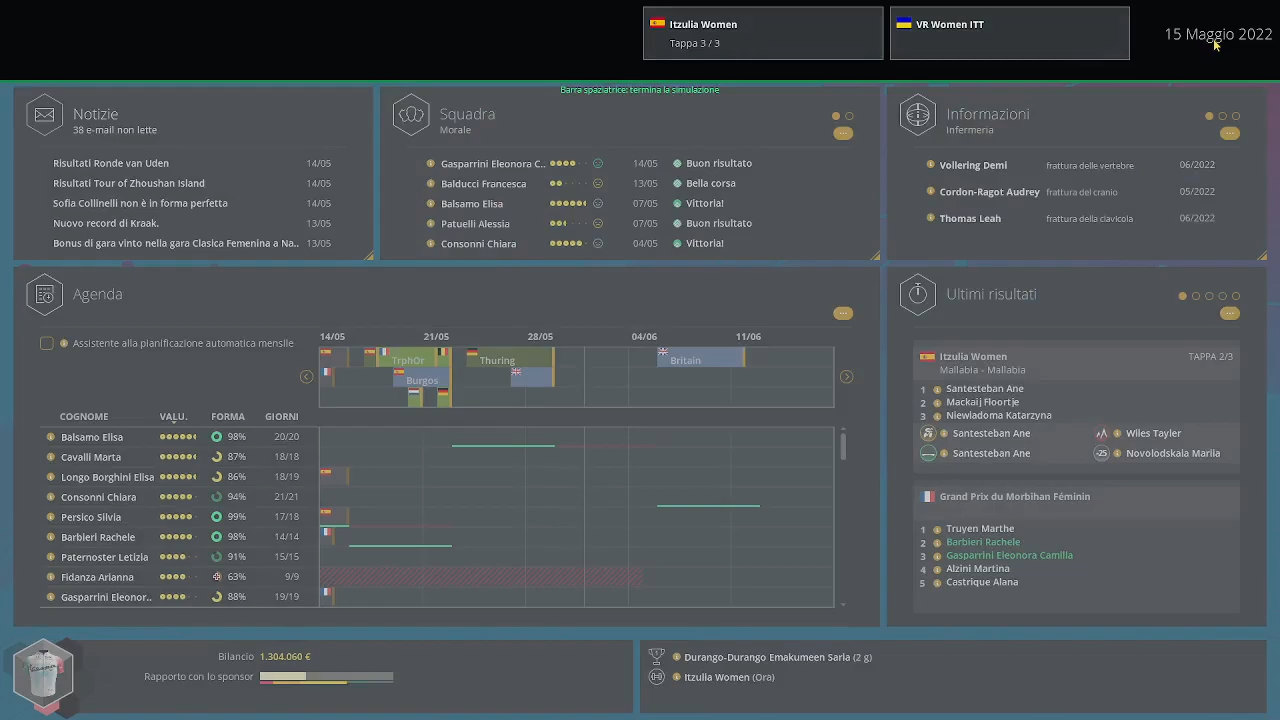 Itzulia Women
Tappa 3 / 3
VR Women ITT
15 Maggio 2022
Barra spaziatrice: termina la simulazione
Notizie
38 e-mail non lette
Risultati Ronde van Uden 14/05
Risultati Tour of Zhoushan Island 14/05
Sofia Collinelli non è in forma perfetta 14/05
Nuovo record di Kraak. 13/05
Bonus di gara vinto nella gara Clasica Femenina a Na.. 13/05
Squadra
Morale
Gasparrini Eleonora C.. 14/05 Buon risultato
Balducci Francesca 13/05 Bella corsa
Balsamo Elisa 07/05 Vittoria!
Patuelli Alessia 07/05 Buon risultato
Consonni Chiara 04/05 Vittoria!
Informazioni
Infermeria
Vollering Demi frattura delle vertebre 06/2022
Cordon-Ragot Audrey frattura del cranio 05/2022
Thomas Leah frattura della clavicola 06/2022
Agenda
Assistente alla planificazione automatica mensile
14/05 21/05 28/05 04/06 11/06
TrphOr Thuring Britain
Burgos
COGNOME VALU. FORMA GIORNI
Balsamo Elisa 98% 20/20
Cavalli Marta 87% 18/18
Longo Borghini Elisa 86% 18/19
Consonni Chiara 94% 21/21
Persico Silvia 99% 17/18
Barbieri Rachele 98% 14/14
Paternoster Letizia 91% 15/15
Fidanza Arianna 63% 9/9
Gasparrini Eleonor.. 88% 19/19
Ultimi risultati
Itzulia Women TAPPA 2/3
Mallabia - Mallabia
1 Santesteban Ane
2 Mackaij Floortje
3 Niewiadoma Katarzyna
Santesteban Ane Wiles Tayler
Santesteban Ane -25 Novolodskaia Mariia
Grand Prix du Morbihan Féminin
1 Truyen Marthe
2 Barbieri Rachele
3 Gasparrini Eleonora Camilla
4 Alzini Martina
5 Castrique Alana
Bilancio 1.304.060 €
Rapporto con lo sponsor
Durango-Durango Emakumeen Saria (2 g)
Itzulia Women (Ora)